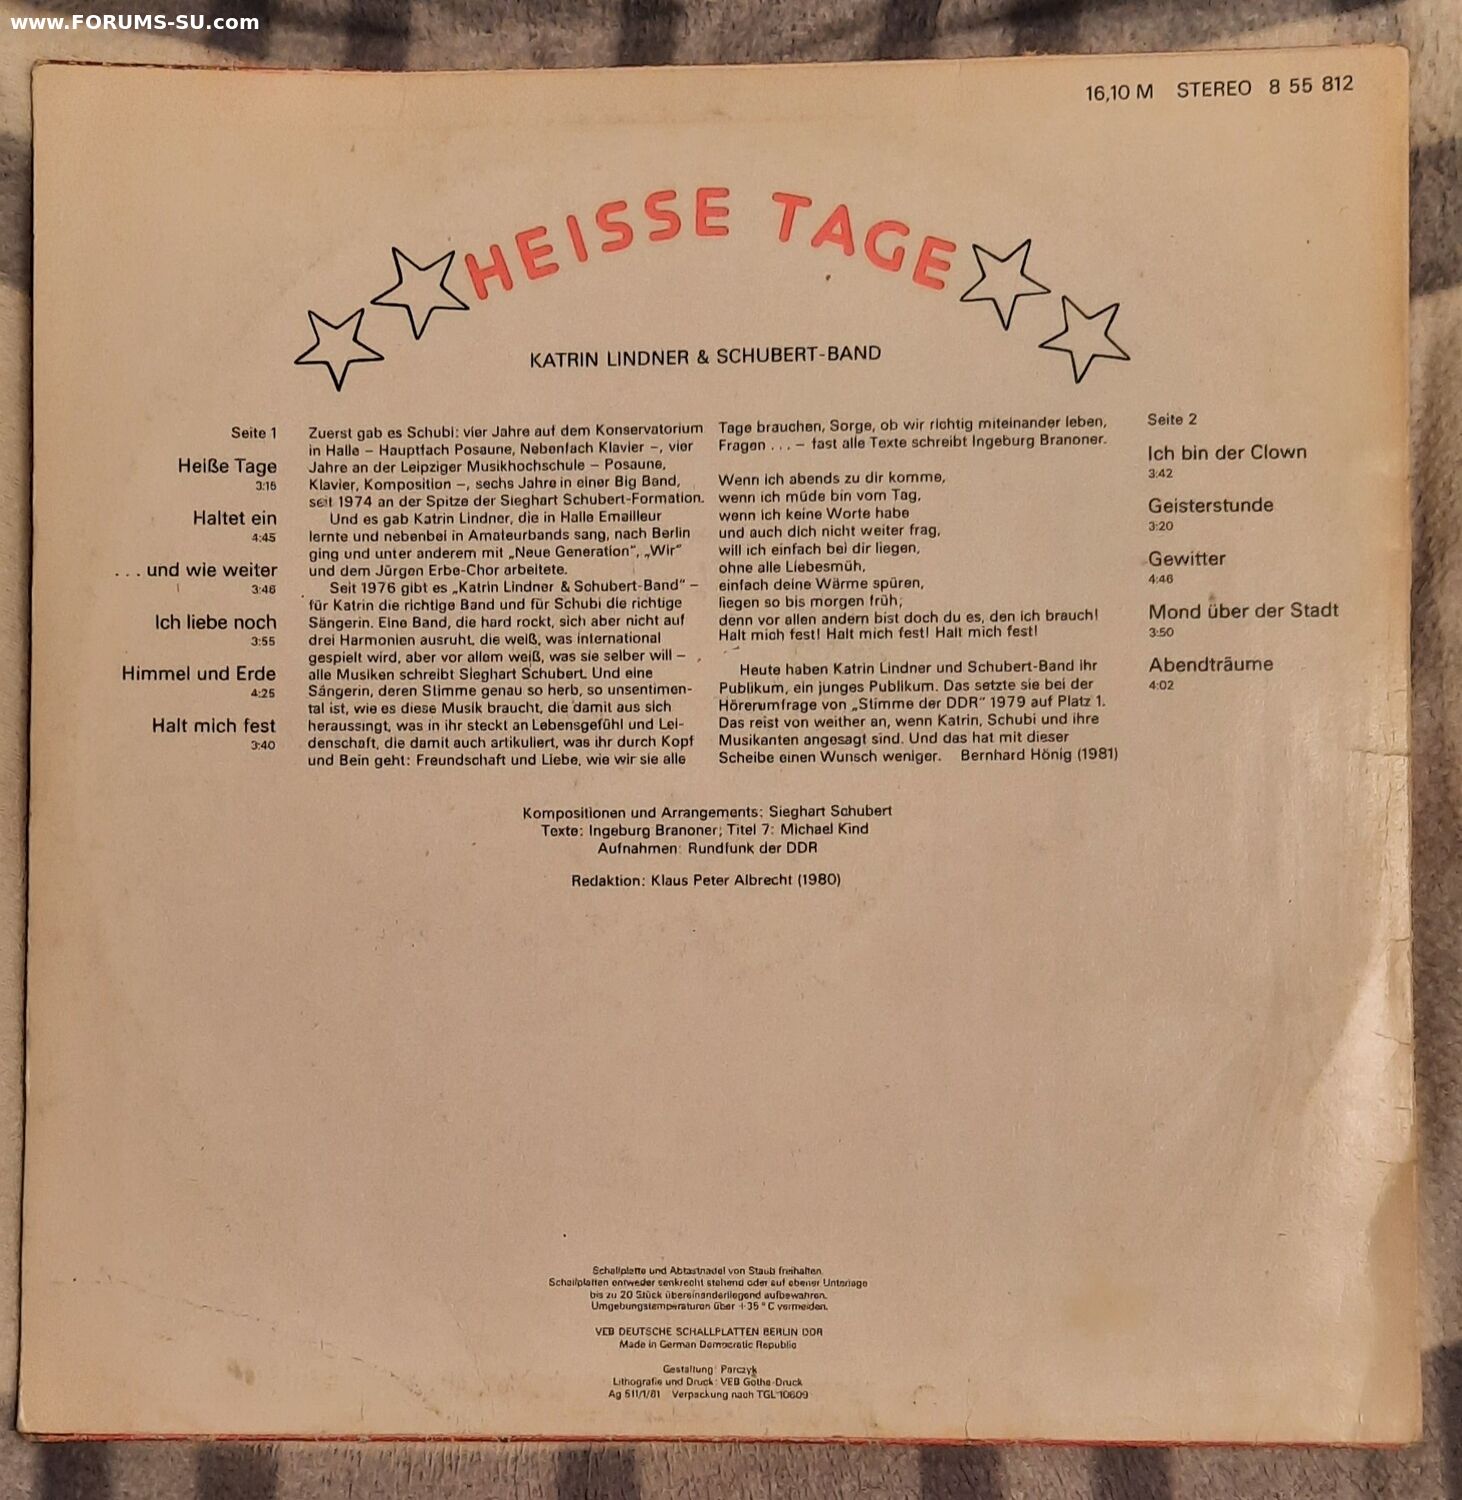 www.FORUMS-SU.com
16,10 M STEREO 8 55 812
HEISSE TAGE
KATRIN LINDNER & SCHUBERT-BAND
Seite 1
Heiße Tage
3:15
Haltet ein
4:45
. . . und wie weiter
3:46
Ich liebe noch
3:55
Himmel und Erde
4:25
Halt mich fest
3:40
Zuerst gab es Schubi: vier Jahre auf dem Konservatorium
in Halle – Hauptfach Posaune, Nebenfach Klavier –, vier
Jahre an der Leipziger Musikhochschule – Posaune,
Klavier, Komposition –, sechs Jahre in einer Big Band,
seit 1974 an der Spitze der Sieghart Schubert-Formation.
Und es gab Katrin Lindner, die in Halle Emailleur
lernte und nebenbei in Amateurbands sang, nach Berlin
ging und unter anderem mit „Neue Generation“, „Wir“
und dem Jürgen Erbe-Chor arbeitete.
Seit 1976 gibt es „Katrin Lindner & Schubert-Band“ –
für Katrin die richtige Band und für Schubi die richtige
Sängerin. Eine Band, die hard rockt, sich aber nicht auf
drei Harmonien ausruht, die weiß, was international
gespielt wird, aber vor allem weiß, was sie selber will –
alle Musiken schreibt Sieghart Schubert. Und eine
Sängerin, deren Stimme genau so herb, so unsentimen-
tal ist, wie es diese Musik braucht, die damit aus sich
heraussingt, was in ihr steckt an Lebensgefühl und Lei-
denschaft, die damit auch artikuliert, was ihr durch Kopf
und Bein geht: Freundschaft und Liebe, wie wir sie alle
Tage brauchen, Sorge, ob wir richtig miteinander leben,
Fragen . . . – fast alle Texte schreibt Ingeburg Branoner.
Wenn ich abends zu dir komme,
wenn ich müde bin vom Tag,
wenn ich keine Worte habe
und auch dich nicht weiter frag,
will ich einfach bei dir liegen,
ohne alle Liebesmüh,
einfach deine Wärme spüren,
liegen so bis morgen früh;
denn vor allen andern bist doch du es, den ich brauch!
Halt mich fest! Halt mich fest! Halt mich fest!
Heute haben Katrin Lindner und Schubert-Band ihr
Publikum, ein junges Publikum. Das setzte sie bei der
Hörerumfrage von „Stimme der DDR“ 1979 auf Platz 1.
Das reist von weither an, wenn Katrin, Schubi und ihre
Musikanten angesagt sind. Und das hat mit dieser
Scheibe einen Wunsch weniger. Bernhard Hönig (1981)
Seite 2
Ich bin der Clown
3:42
Geisterstunde
3:20
Gewitter
4:46
Mond über der Stadt
3:50
Abendträume
4:02
Kompositionen und Arrangements: Sieghart Schubert
Texte: Ingeburg Branoner; Titel 7: Michael Kind
Aufnahmen: Rundfunk der DDR
Redaktion: Klaus Peter Albrecht (1980)
Schallplatte und Abtastnadel von Staub freihalten.
Schallplatten entweder senkrecht stehend oder auf ebener Unterlage
bis zu 20 Stück übereinanderliegend aufbewahren.
Umgebungstemperaturen über +35 °C vermeiden.
VEB DEUTSCHE SCHALLPLATTEN BERLIN DDR
Made in German Democratic Republic
Gestaltung: Parczyk
Lithografie und Druck: VEB Gotha-Druck
Ag 511/1/81 Verpackung nach TGL 10609